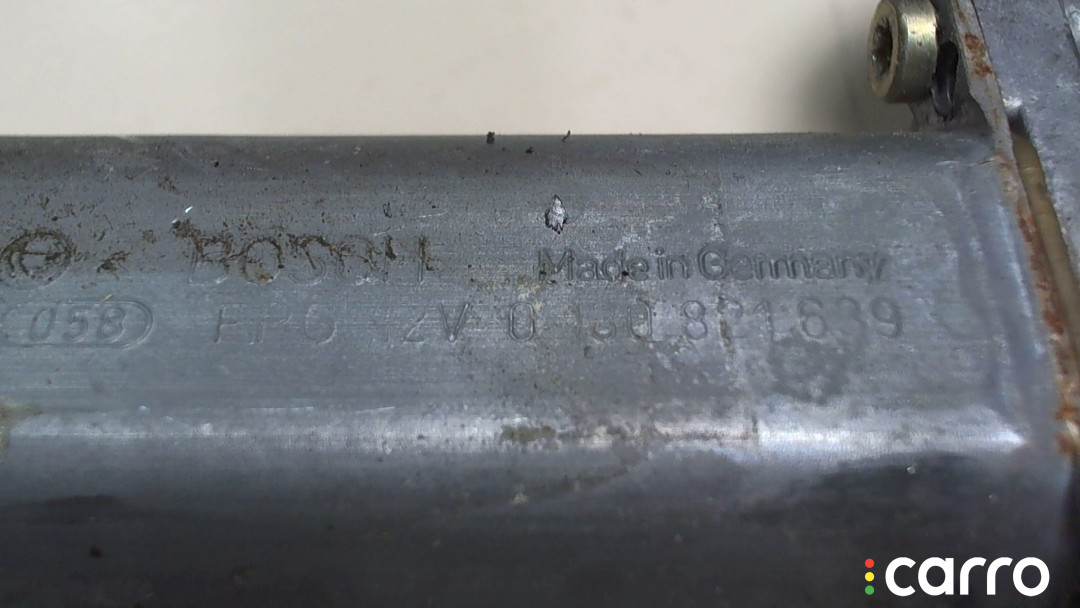 BOSCH Made in Germany
058 FPG 12V 0 130 821 639
carro